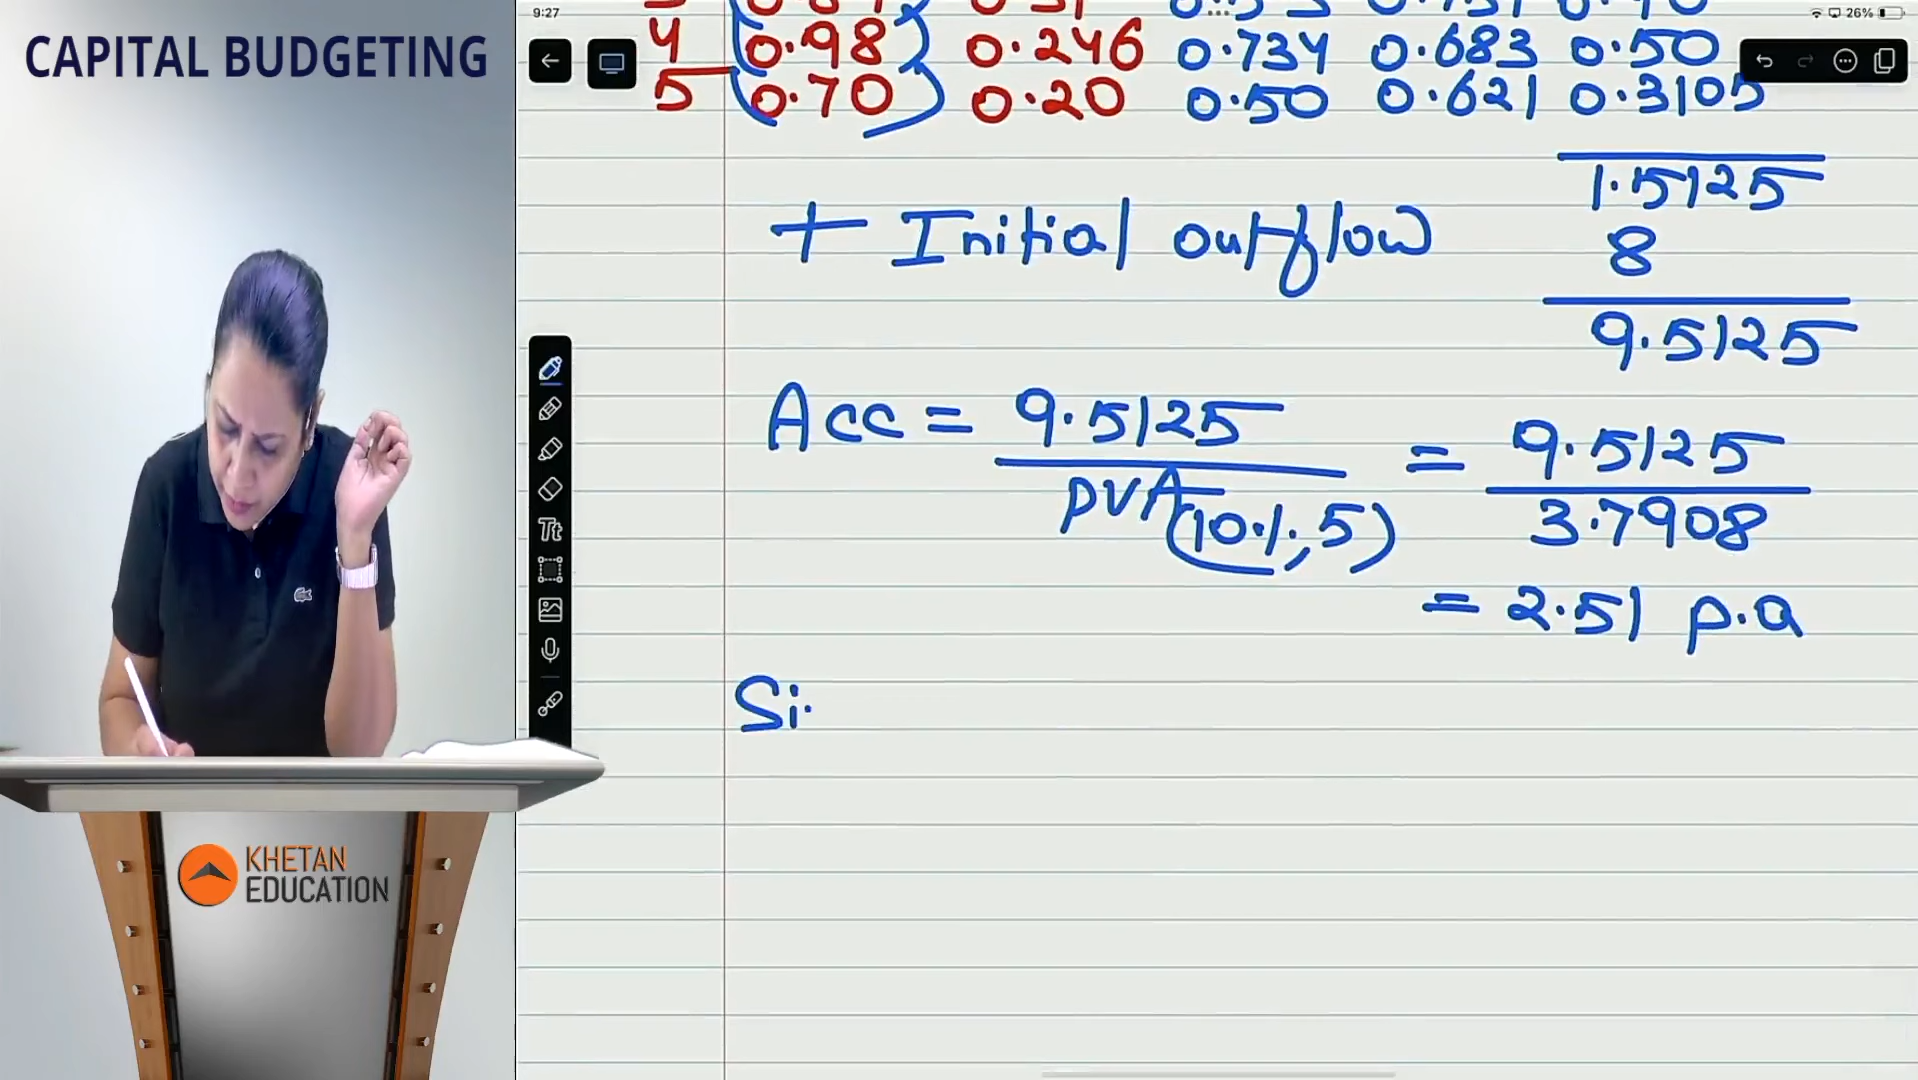 CAPITAL BUDGETING
9:27
26%
4 0.98 0.246 0.734 0.683 0.50
5 0.70 0.20 0.50 0.621 0.3105
1.5125
+ Initial outflow 8
9.5125
Acc = 9.5125 = 9.5125
PVA(10%,5) 3.7908
= 2.51 p.a
Si.
Tt
KHETAN
EDUCATION